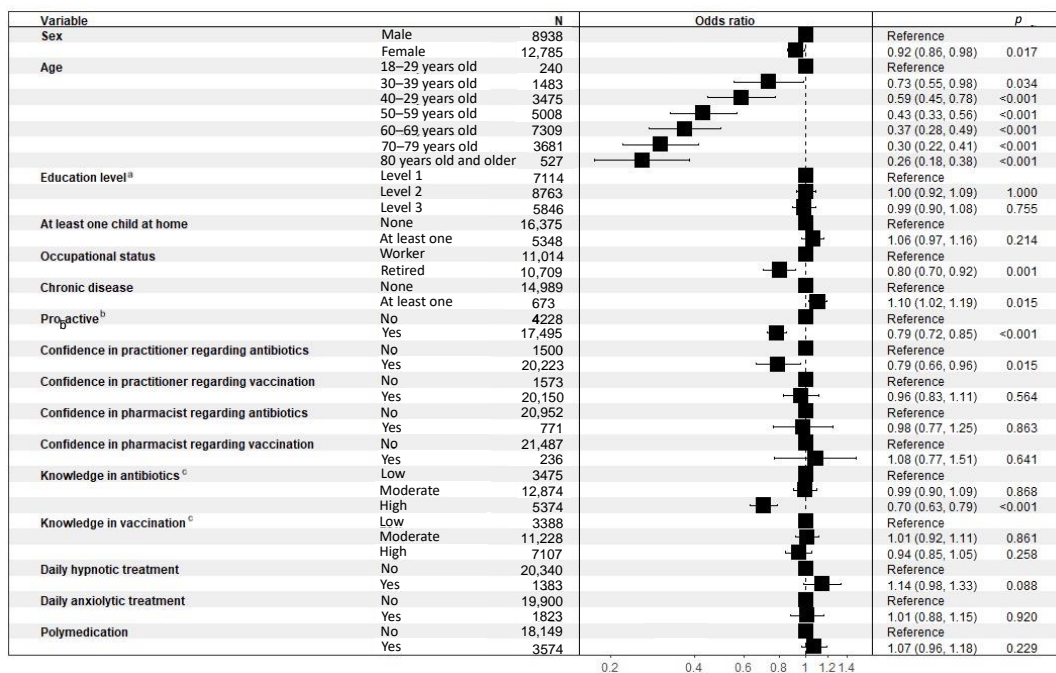 Variable N Odds ratio p
Sex Male 8938 Reference
Female 12,785 0.92 (0.86, 0.98) 0.017
Age 18–29 years old 240 Reference
30–39 years old 1483 0.73 (0.55, 0.98) 0.034
40–29 years old 3475 0.59 (0.45, 0.78) <0.001
50–59 years old 5008 0.43 (0.33, 0.56) <0.001
60–69 years old 7309 0.37 (0.28, 0.49) <0.001
70–79 years old 3681 0.30 (0.22, 0.41) <0.001
80 years old and older 527 0.26 (0.18, 0.38) <0.001
Education level a Level 1 7114 Reference
Level 2 8763 1.00 (0.92, 1.09) 1.000
Level 3 5846 0.99 (0.90, 1.08) 0.755
At least one child at home None 16,375 Reference
At least one 5348 1.06 (0.97, 1.16) 0.214
Occupational status Worker 11,014 Reference
Retired 10,709 0.80 (0.70, 0.92) 0.001
Chronic disease None 14,989 Reference
At least one 673 1.10 (1.02, 1.19) 0.015
Pro active b No 4228 Reference
b
Yes 17,495 0.79 (0.72, 0.85) <0.001
Confidence in practitioner regarding antibiotics No 1500 Reference
Yes 20,223 0.79 (0.66, 0.96) 0.015
Confidence in practitioner regarding vaccination No 1573 Reference
Yes 20,150 0.96 (0.83, 1.11) 0.564
Confidence in pharmacist regarding antibiotics No 20,952 Reference
Yes 771 0.98 (0.77, 1.25) 0.863
Confidence in pharmacist regarding vaccination No 21,487 Reference
Yes 236 1.08 (0.77, 1.51) 0.641
Knowledge in antibiotics c Low 3475 Reference
Moderate 12,874 0.99 (0.90, 1.09) 0.868
High 5374 0.70 (0.63, 0.79) <0.001
Knowledge in vaccination c Low 3388 Reference
Moderate 11,228 1.01 (0.92, 1.11) 0.861
High 7107 0.94 (0.85, 1.05) 0.258
Daily hypnotic treatment No 20,340 Reference
Yes 1383 1.14 (0.98, 1.33) 0.088
Daily anxiolytic treatment No 19,900 Reference
Yes 1823 1.01 (0.88, 1.15) 0.920
Polymedication No 18,149 Reference
Yes 3574 1.07 (0.96, 1.18) 0.229
0.2 0.4 0.6 0.8 1 1.2 1.4